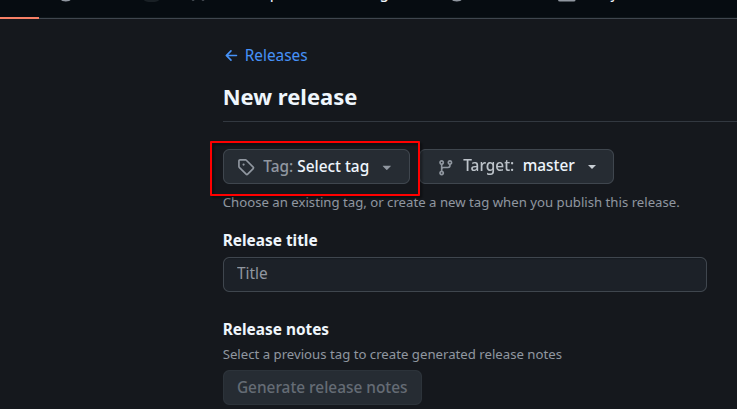 Releases
New release
Tag: Select tag
Target: master
Choose an existing tag, or create a new tag when you publish this release.
Release title
Title
Release notes
Select a previous tag to create generated release notes
Generate release notes